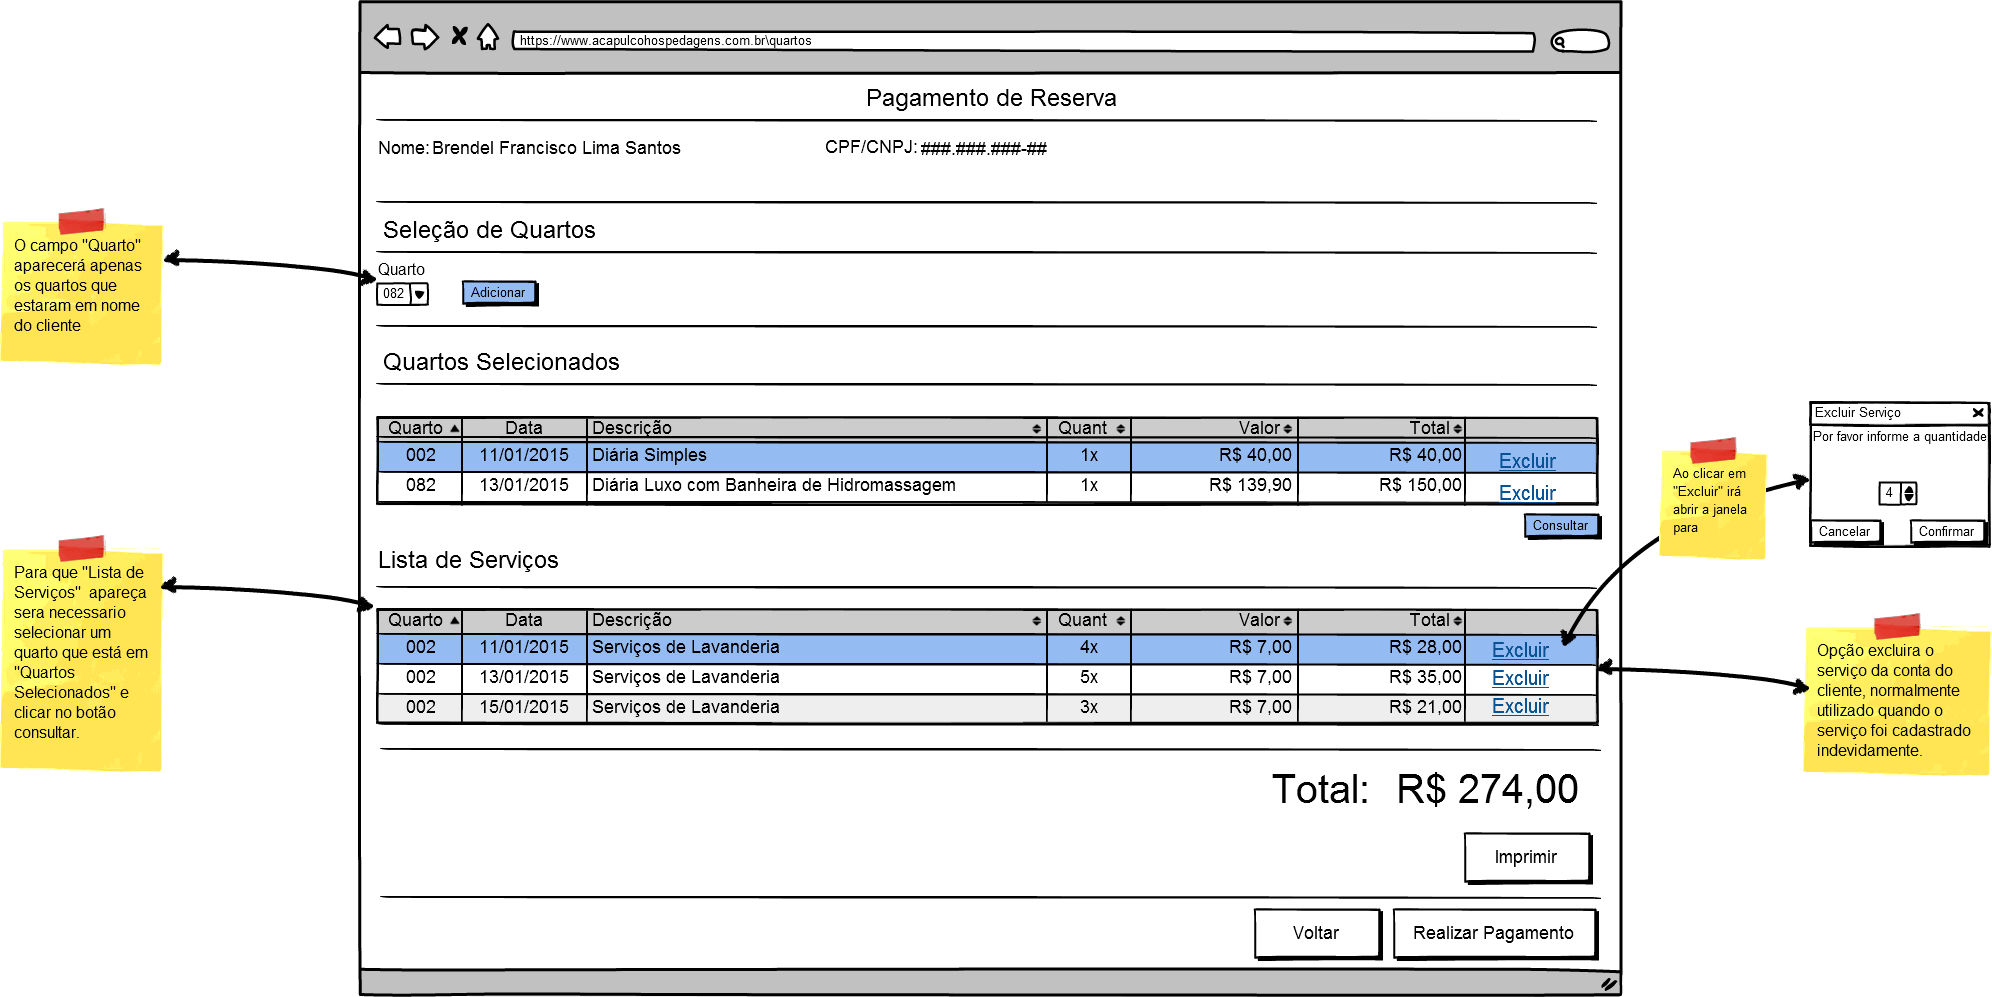 https://www.acapulcohospedagens.com.br\quartos
Pagamento de Reserva
Nome: Brendel Francisco Lima Santos
CPF/CNPJ: ###.###.###-##
Seleção de Quartos
Quarto
082
Adicionar
O campo "Quarto"
aparecerá apenas
os quartos que
estaram em nome
do cliente
Quartos Selecionados
Quarto Data Descrição Quant Valor Total
002 11/01/2015 Diária Simples 1x R$ 40,00 R$ 40,00 Excluir
082 13/01/2015 Diária Luxo com Banheira de Hidromassagem 1x R$ 139,90 R$ 150,00 Excluir
Consultar
Ao clicar em
"Excluir" irá
abrir a janela
para
Excluir Serviço
Por favor informe a quantidade
4
Cancelar
Confirmar
Lista de Serviços
Para que "Lista de
Serviços" apareça
sera necessario
selecionar um
quarto que está em
"Quartos
Selecionados" e
clicar no botão
consultar.
Quarto Data Descrição Quant Valor Total
002 11/01/2015 Serviços de Lavanderia 4x R$ 7,00 R$ 28,00 Excluir
002 13/01/2015 Serviços de Lavanderia 5x R$ 7,00 R$ 35,00 Excluir
002 15/01/2015 Serviços de Lavanderia 3x R$ 7,00 R$ 21,00 Excluir
Opção excluira o
serviço da conta do
cliente, normalmente
utilizado quando o
serviço foi cadastrado
indevidamente.
Total: R$ 274,00
Imprimir
Voltar
Realizar Pagamento